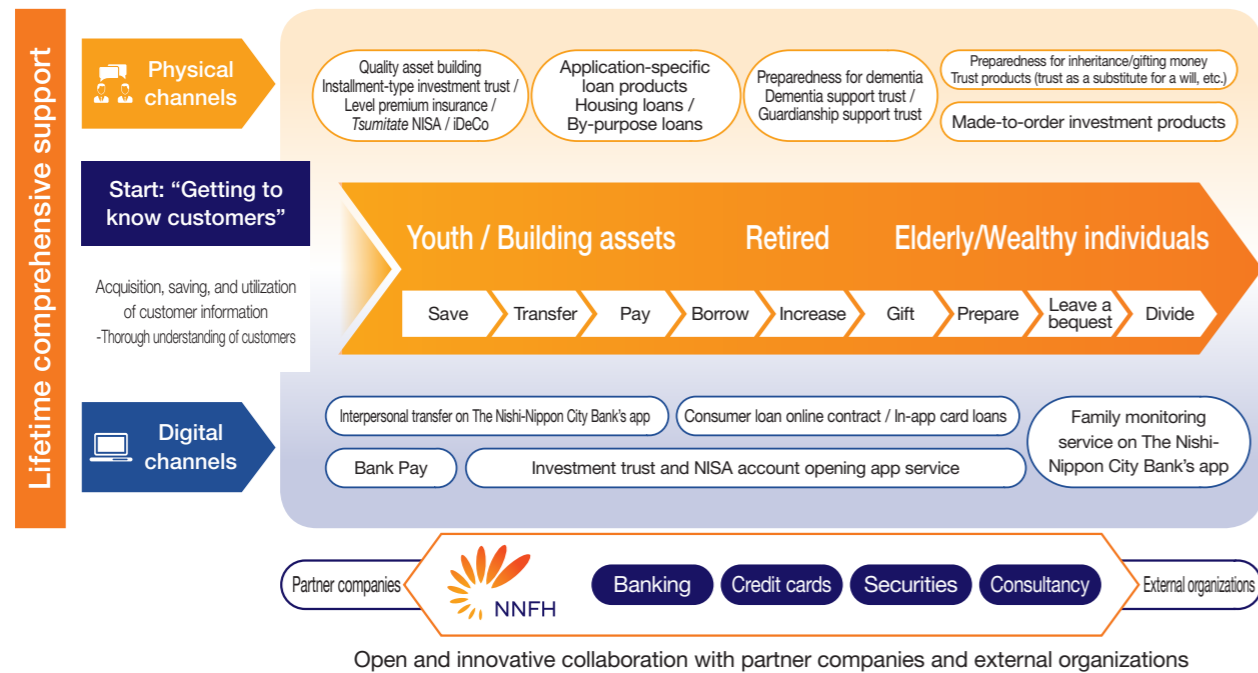 Lifetime comprehensive support
Physical
channels
Quality asset building
Installment-type investment trust /
Level premium insurance /
Tsumitate NISA / iDeCo
Application-specific
loan products
Housing loans /
By-purpose loans
Preparedness for dementia
Dementia support trust /
Guardianship support trust
Preparedness for inheritance/gifting money
Trust products (trust as a substitute for a will, etc.)
Made-to-order investment products
Start: “Getting to
know customers”
Acquisition, saving, and utilization
of customer information
-Thorough understanding of customers
Youth / Building assets
Retired
Elderly/Wealthy individuals
Save
Transfer
Pay
Borrow
Increase
Gift
Prepare
Leave a
bequest
Divide
Digital
channels
Interpersonal transfer on The Nishi-Nippon City Bank’s app
Consumer loan online contract / In-app card loans
Bank Pay
Investment trust and NISA account opening app service
Family monitoring
service on The Nishi-
Nippon City Bank’s app
Partner companies
NNFH
Banking
Credit cards
Securities
Consultancy
External organizations
Open and innovative collaboration with partner companies and external organizations